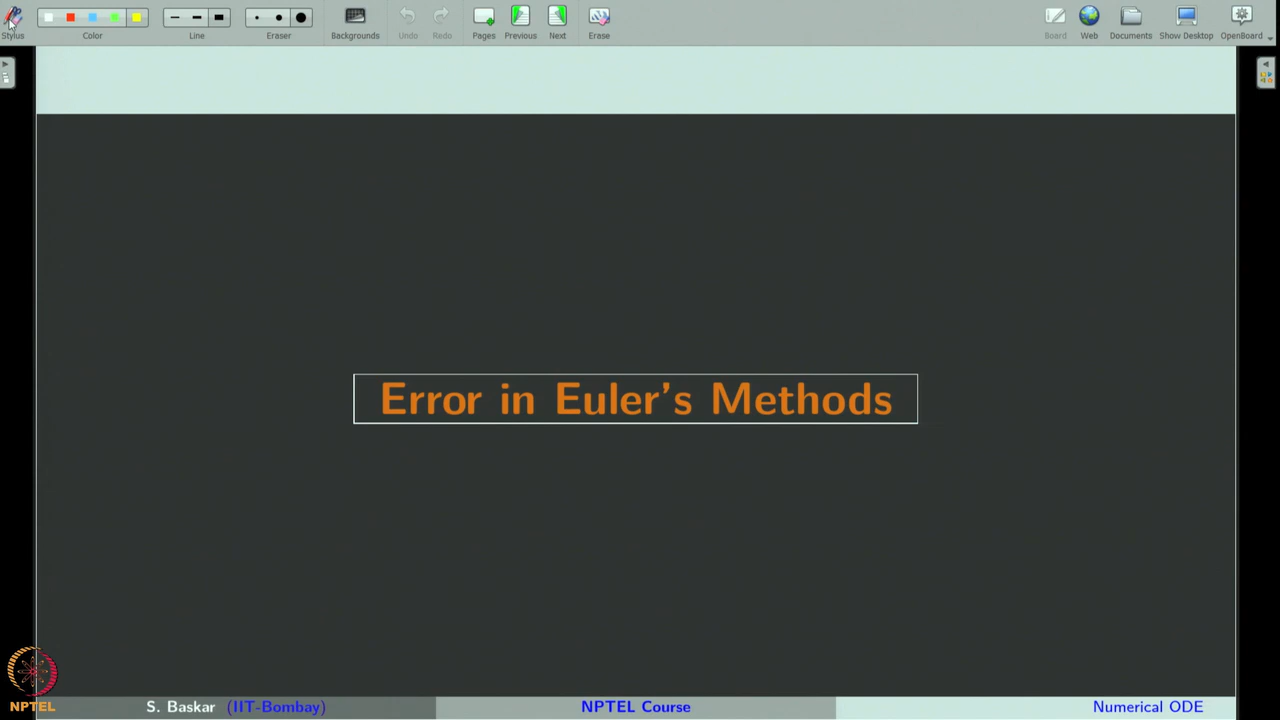 Stylus Color Line Eraser Backgrounds Undo Redo Pages Previous Next Erase Board Web Documents Show Desktop OpenBoard
Error in Euler's Methods
NPTEL
S. Baskar (IIT-Bombay) NPTEL Course Numerical ODE